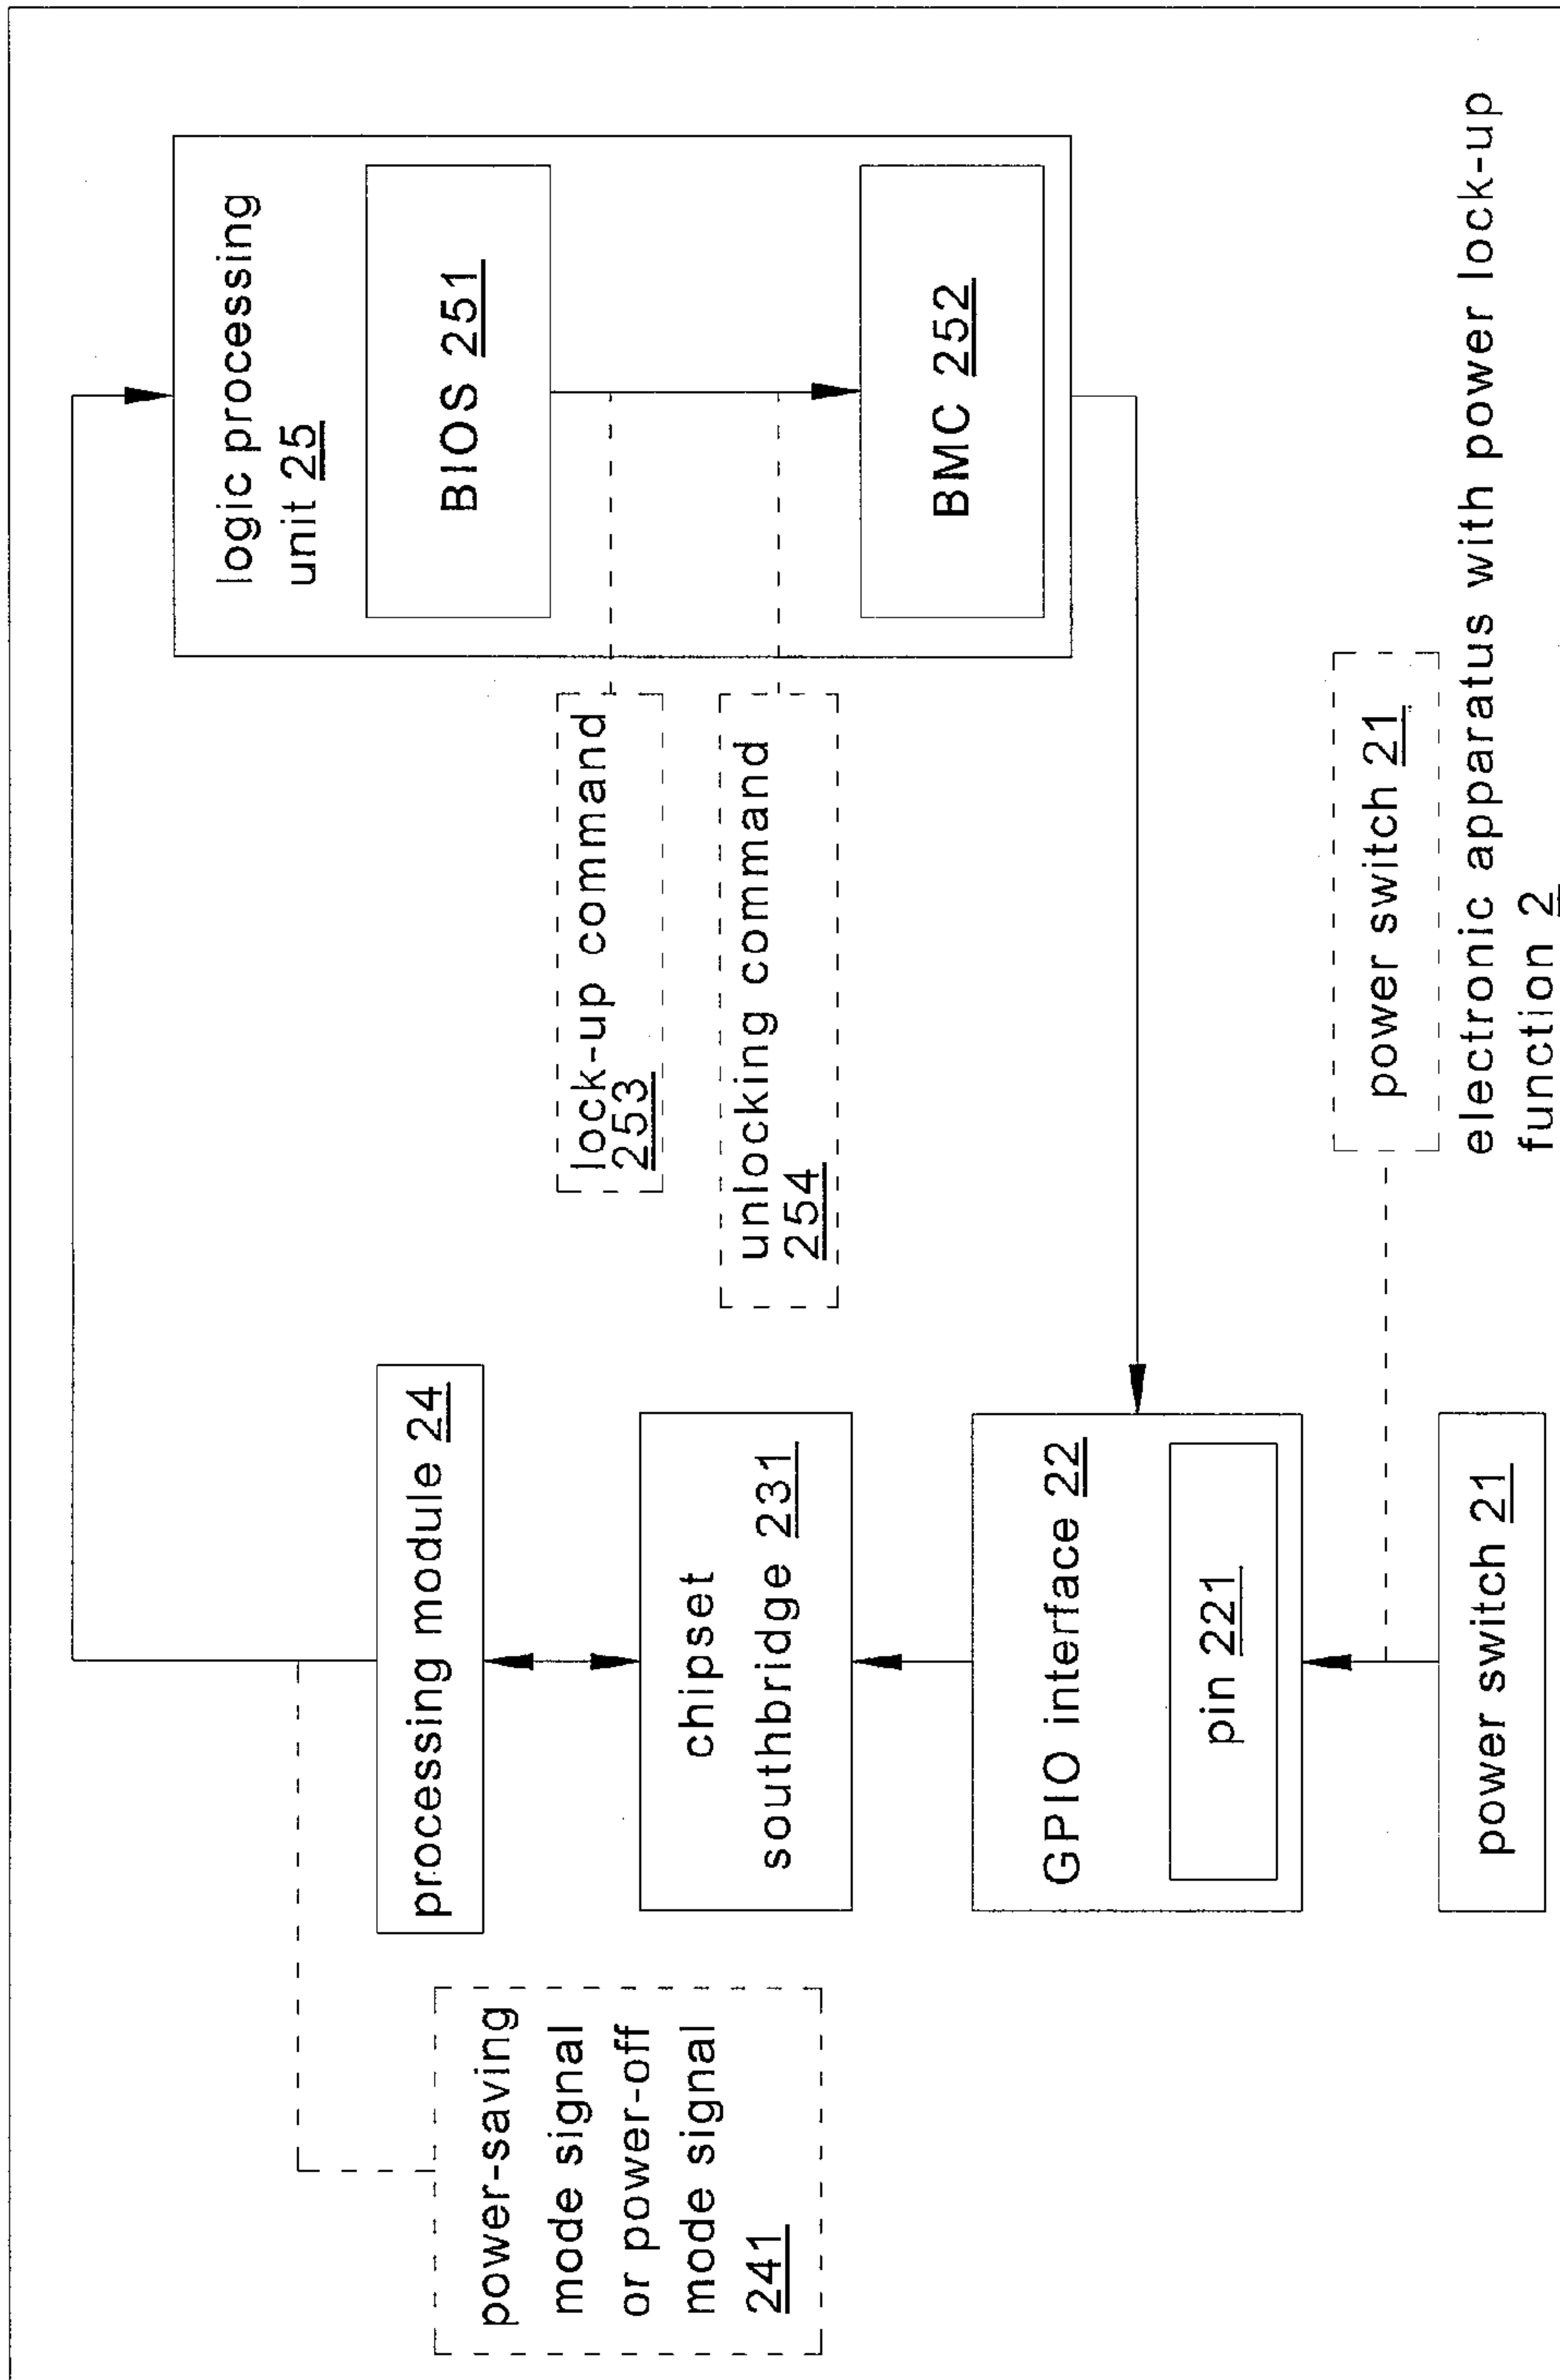 power-saving
mode signal
or power-off
mode signal
241
processing module 24
chipset
southbridge 231
GPIO interface 22
pin 221
power switch 21
lock-up command
253
unlocking command
254
power switch 21
logic processing
unit 25
BIOS 251
BMC 252
electronic apparatus with power lock-up
function 2